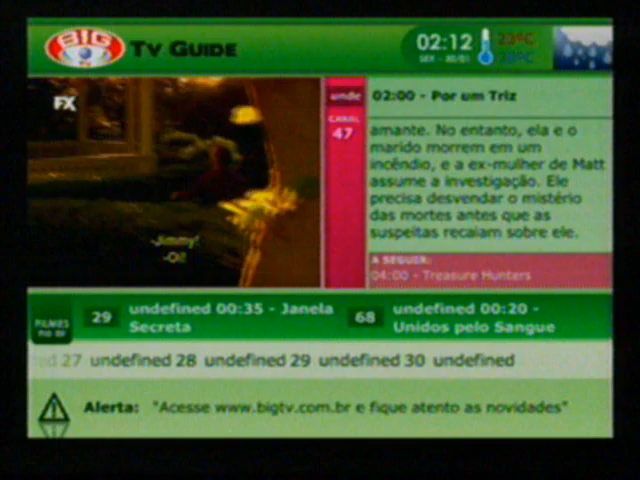 BIG
TV
Tv Guide
02:12
FX
unde
CANAL
47
02:00 - Por um Triz
amante. No entanto, ela e o
marido morrem em um
incêndio, e a ex-mulher de Matt
assume a investigação. Ele
precisa desvendar o mistério
das mortes antes que as
suspeitas recaiam sobre ele.
A SEGUIR:
04:00 - Treasure Hunters
-Jimmy!
-Oi!
FILMES
29
undefined 00:35 - Janela
Secreta
68
undefined 00:20 -
Unidos pelo Sangue
27 undefined 28 undefined 29 undefined 30 undefined
Alerta: "Acesse www.bigtv.com.br e fique atento as novidades"